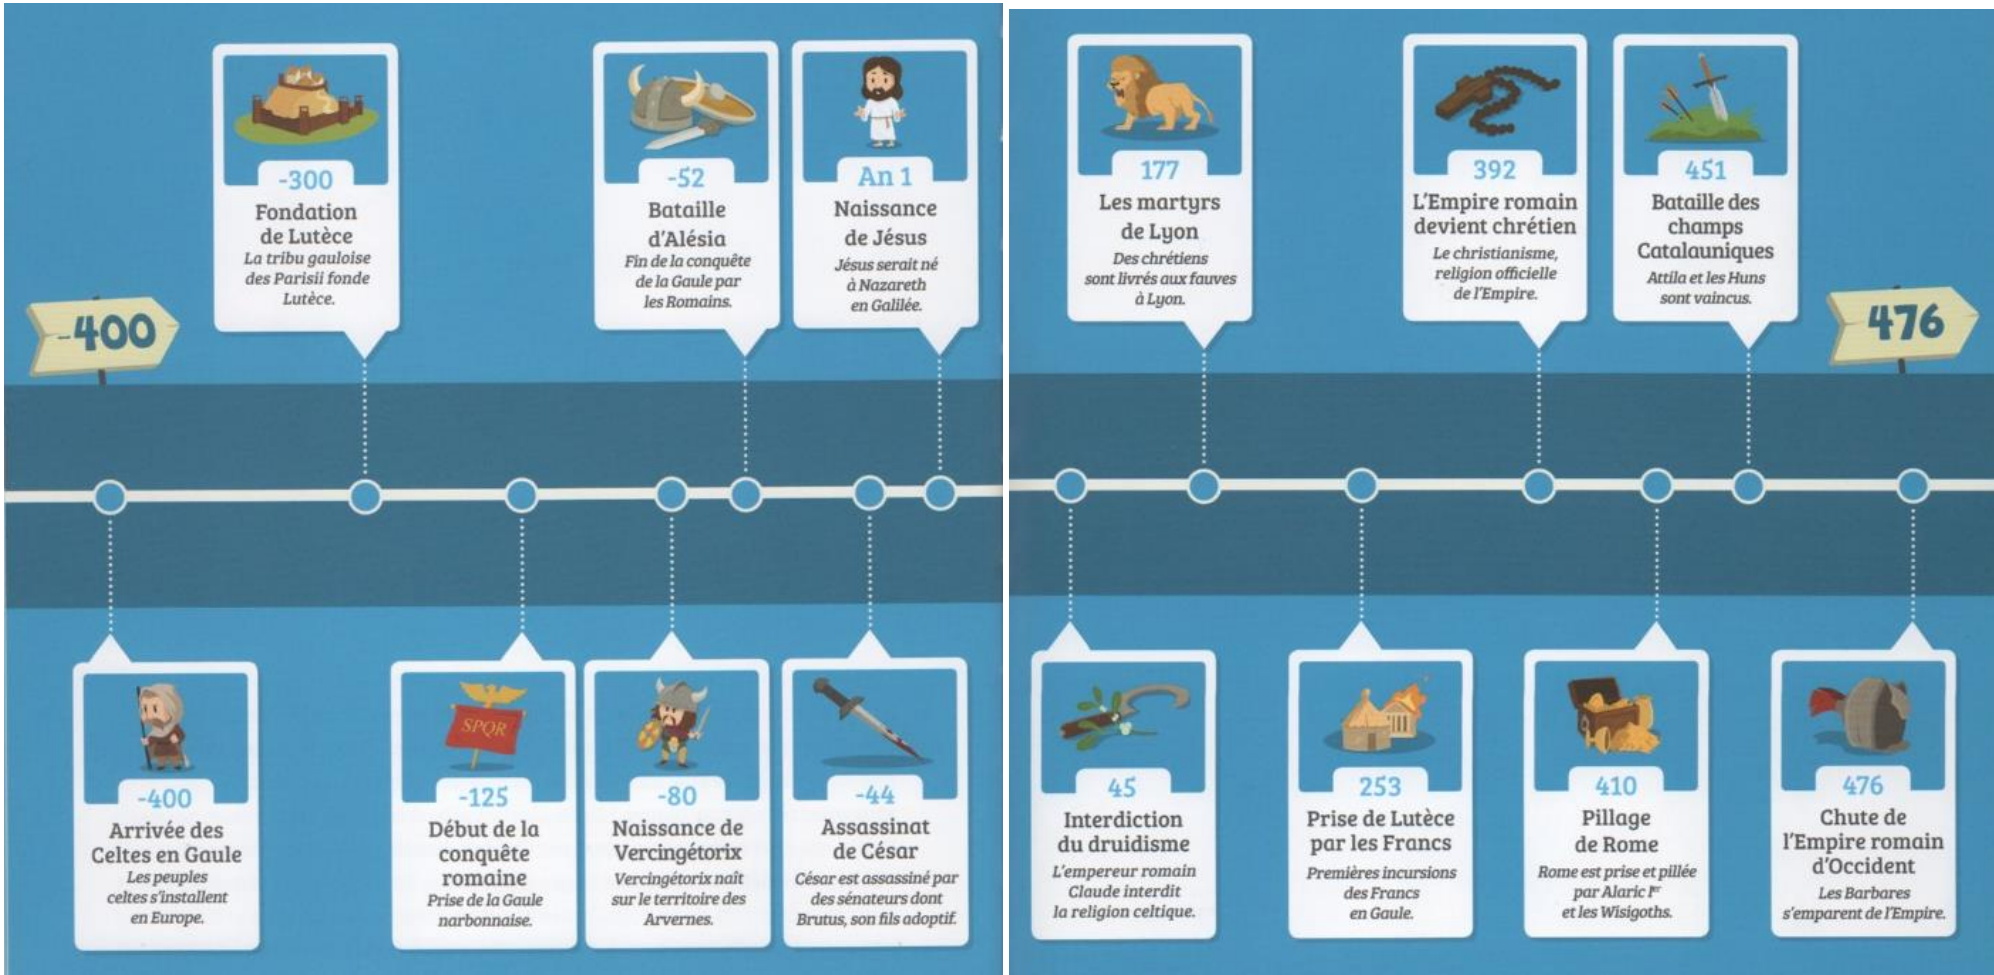 -400
-300
Fondation
de Lutèce
La tribu gauloise
des Parisii fonde
Lutèce.
-52
Bataille
d'Alésia
Fin de la conquête
de la Gaule par
les Romains.
An 1
Naissance
de Jésus
Jésus serait né
à Nazareth
en Galilée.
-400
Arrivée des
Celtes en Gaule
Les peuples
celtes s'installent
en Europe.
SPQR
-125
Début de la
conquête
romaine
Prise de la Gaule
narbonnaise.
-80
Naissance de
Vercingétorix
Vercingétorix naît
sur le territoire des
Arvernes.
-44
Assassinat
de César
César est assassiné par
des sénateurs dont
Brutus, son fils adoptif.
177
Les martyrs
de Lyon
Des chrétiens
sont livrés aux fauves
à Lyon.
392
L'Empire romain
devient chrétien
Le christianisme,
religion officielle
de l'Empire.
451
Bataille des
champs
Catalauniques
Attila et les Huns
sont vaincus.
476
45
Interdiction
du druidisme
L'empereur romain
Claude interdit
la religion celtique.
253
Prise de Lutèce
par les Francs
Premières incursions
des Francs
en Gaule.
410
Pillage
de Rome
Rome est prise et pillée
par Alaric Iᵉʳ
et les Wisigoths.
476
Chute de
l'Empire romain
d'Occident
Les Barbares
s'emparent de l'Empire.